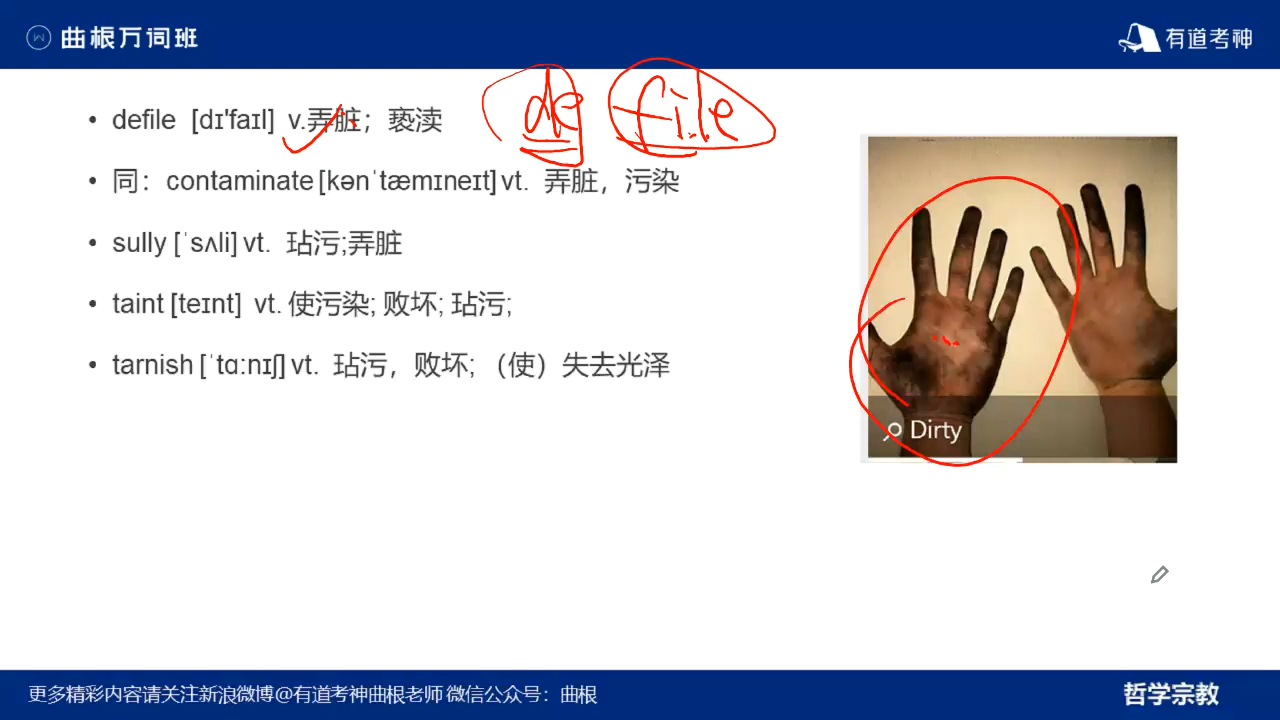 曲根万词班
有道考神
de file
• defile [dɪ'faɪl] v.弄脏；亵渎
• 同：contaminate [kənˈtæmɪneɪt] vt. 弄脏，污染
• sully [ˈsʌli] vt. 玷污;弄脏
• taint [teɪnt] vt. 使污染; 败坏; 玷污;
• tarnish [ˈtɑːnɪʃ] vt. 玷污，败坏; （使）失去光泽
Dirty
更多精彩内容请关注新浪微博@有道考神曲根老师 微信公众号：曲根
哲学宗教